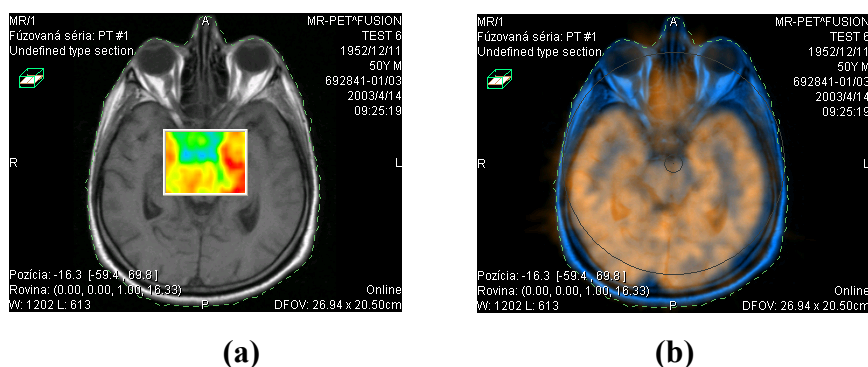 MR/1
Fúzovaná séria: PT #1
Undefined type section
A
MR-PET^FUSION
TEST 6
1952/12/11
50Y M
692841-01/03
2003/4/14
09:25:19
R
L
Pozícia: -16.3 [-59.4, 69.8]
Rovina: (0.00, 0.00, 1.00, 16.33)
W: 1202 L: 613
P
Online
DFOV: 26.94 x 20.50cm
(a)
MR/1
Fúzovaná séria: PT #1
Undefined type section
A
MR-PET^FUSION
TEST 6
1952/12/11
50Y M
692841-01/03
2003/4/14
09:25:19
R
L
Pozícia: -16.3 [-59.4, 69.8]
Rovina: (0.00, 0.00, 1.00, 16.33)
W: 1202 L: 613
P
Online
DFOV: 26.94 x 20.50cm
(b)